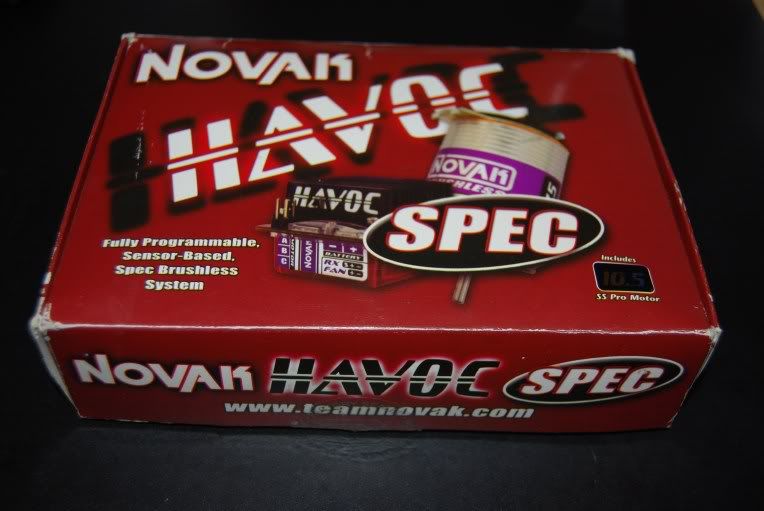 NOVAK
HAVOC
NOVAK
BRUSHLESS
HAVOC
SPEC
Fully Programmable,
Sensor-Based,
Spec Brushless
System
A
B
C
NOVAK
BATTERY
RX
FAN
Includes
10.5
SS Pro Motor
NOVAK HAVOC SPEC
www.teamnovak.com